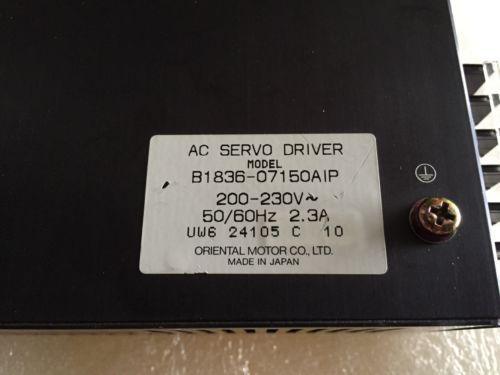 AC SERVO DRIVER
MODEL
B1836-07150AIP
200-230V~
50/60Hz 2.3A
UW6 24105 C 10
ORIENTAL MOTOR CO., LTD.
MADE IN JAPAN